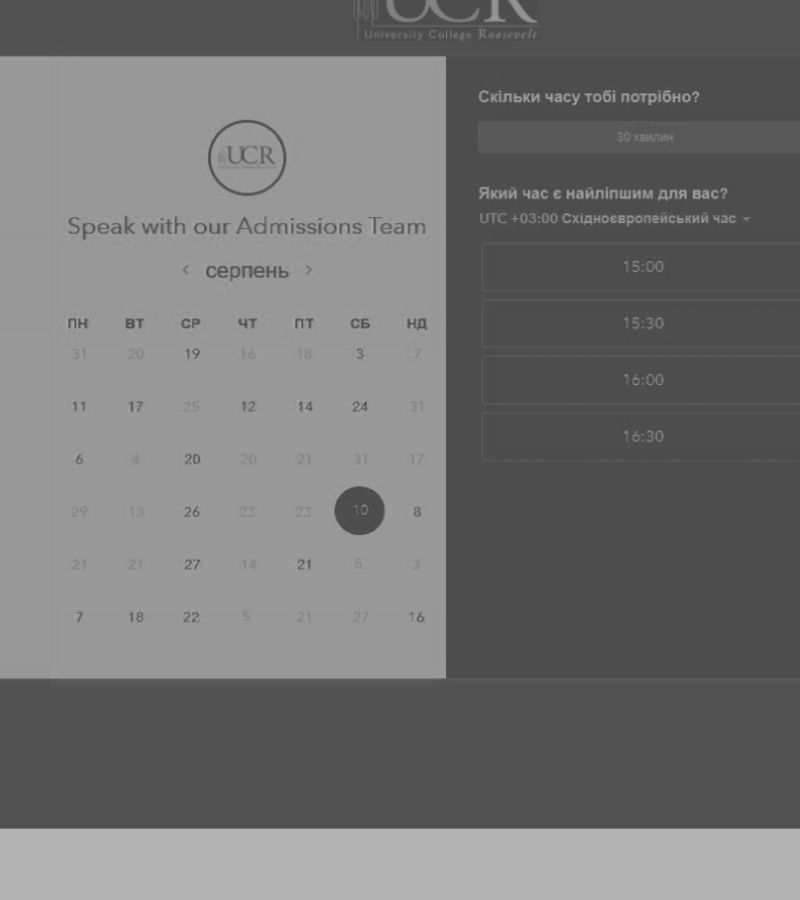 UCR
University College Roosevelt
UCR
Speak with our Admissions Team
< серпень >
ПН ВТ СР ЧТ ПТ СБ НД
31 20 19 16 18 3 7
11 17 25 12 14 24 31
6 4 20 20 21 31 17
29 13 26 23 23 10 8
21 21 27 14 21 5 3
7 18 22 5 21 27 16
Скільки часу тобі потрібно?
30 хвилин
Який час є найліпшим для вас?
UTC +03:00 Східноєвропейський час
15:00
15:30
16:00
16:30